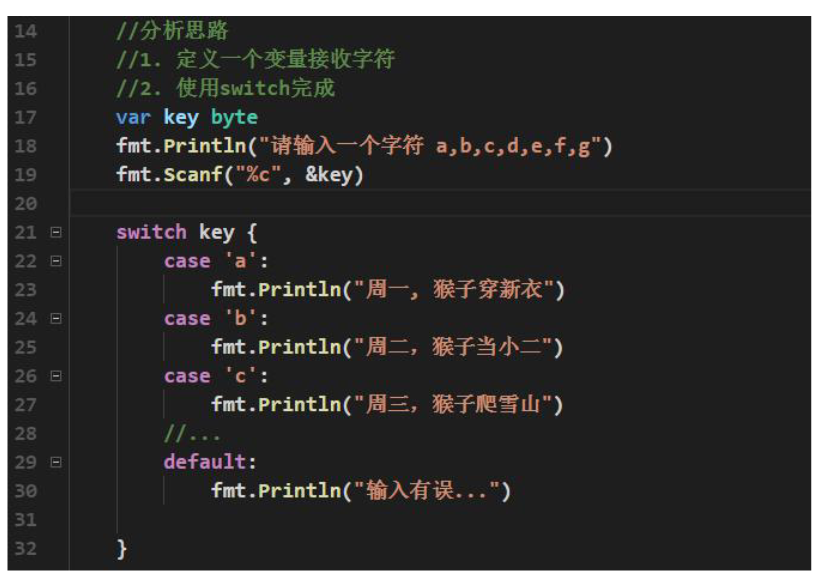 14 //分析思路
15 //1. 定义一个变量接收字符
16 //2. 使用switch完成
17 var key byte
18 fmt.Println("请输入一个字符 a,b,c,d,e,f,g")
19 fmt.Scanf("%c", &key)
20
21 switch key {
22 case 'a':
23 fmt.Println("周一, 猴子穿新衣")
24 case 'b':
25 fmt.Println("周二，猴子当小二")
26 case 'c':
27 fmt.Println("周三，猴子爬雪山")
28 //...
29 default:
30 fmt.Println("输入有误...")
31
32 }